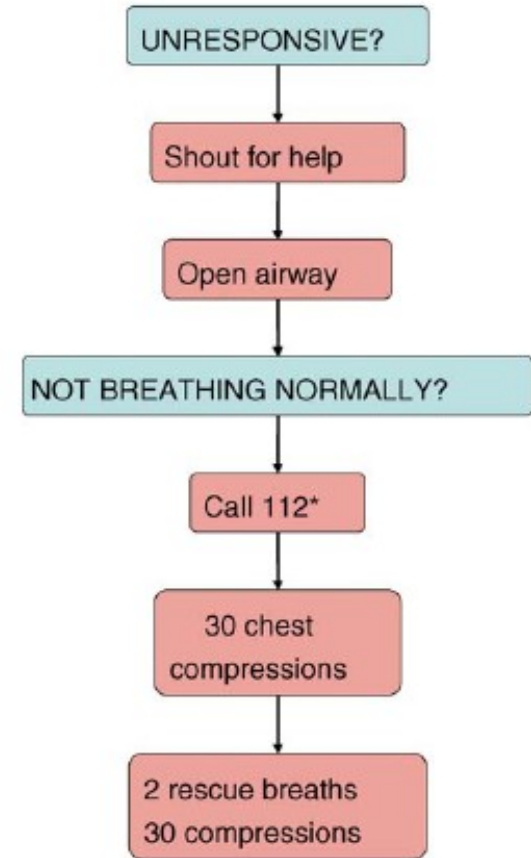 UNRESPONSIVE?
Shout for help
Open airway
NOT BREATHING NORMALLY?
Call 112*
30 chest
compressions
2 rescue breaths
30 compressions